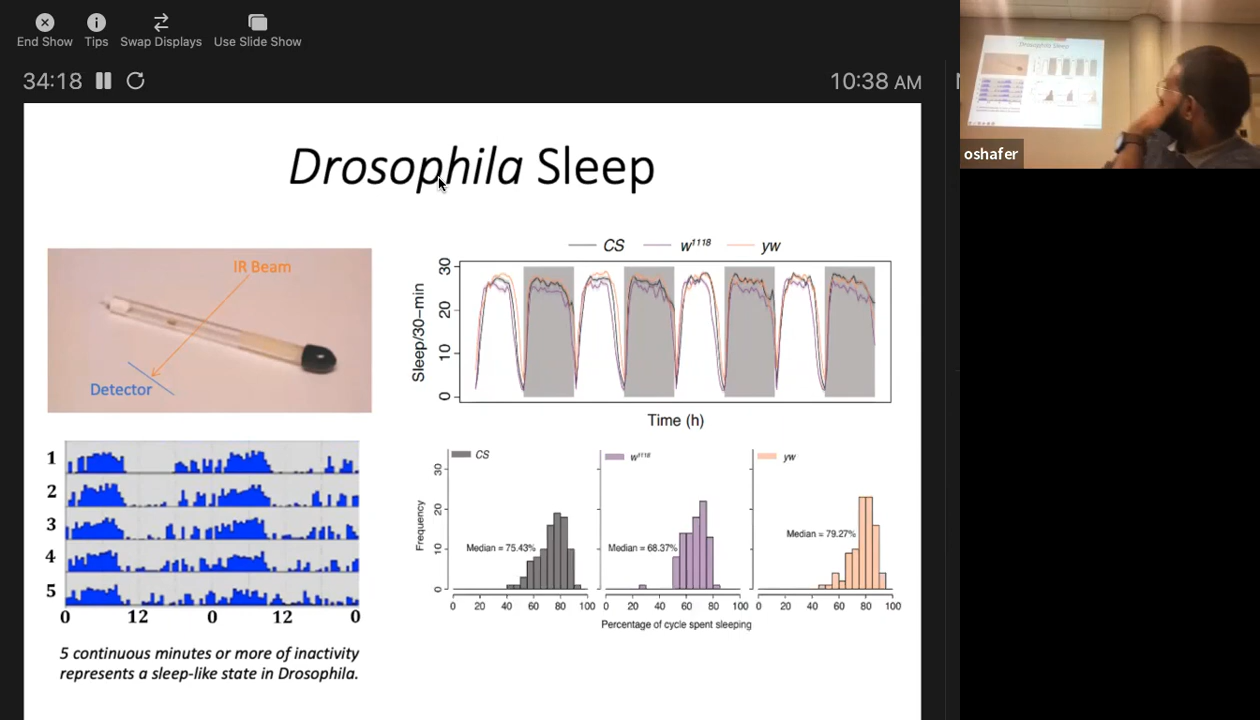 End Show
Tips
Swap Displays
Use Slide Show
34:18
10:38 AM
oshafer
Drosophila Sleep
IR Beam
Detector
CS
w1118
yw
Sleep/30-min
30
20
10
0
Time (h)
1
2
3
4
5
0 12 0 12 0
5 continuous minutes or more of inactivity
represents a sleep-like state in Drosophila.
CS
w1118
yw
Frequency
30
20
10
0
Median = 75.43%
Median = 68.37%
Median = 79.27%
0 20 40 60 80 100
0 20 40 60 80 100
0 20 40 60 80 100
Percentage of cycle spent sleeping
Drosophila Sleep